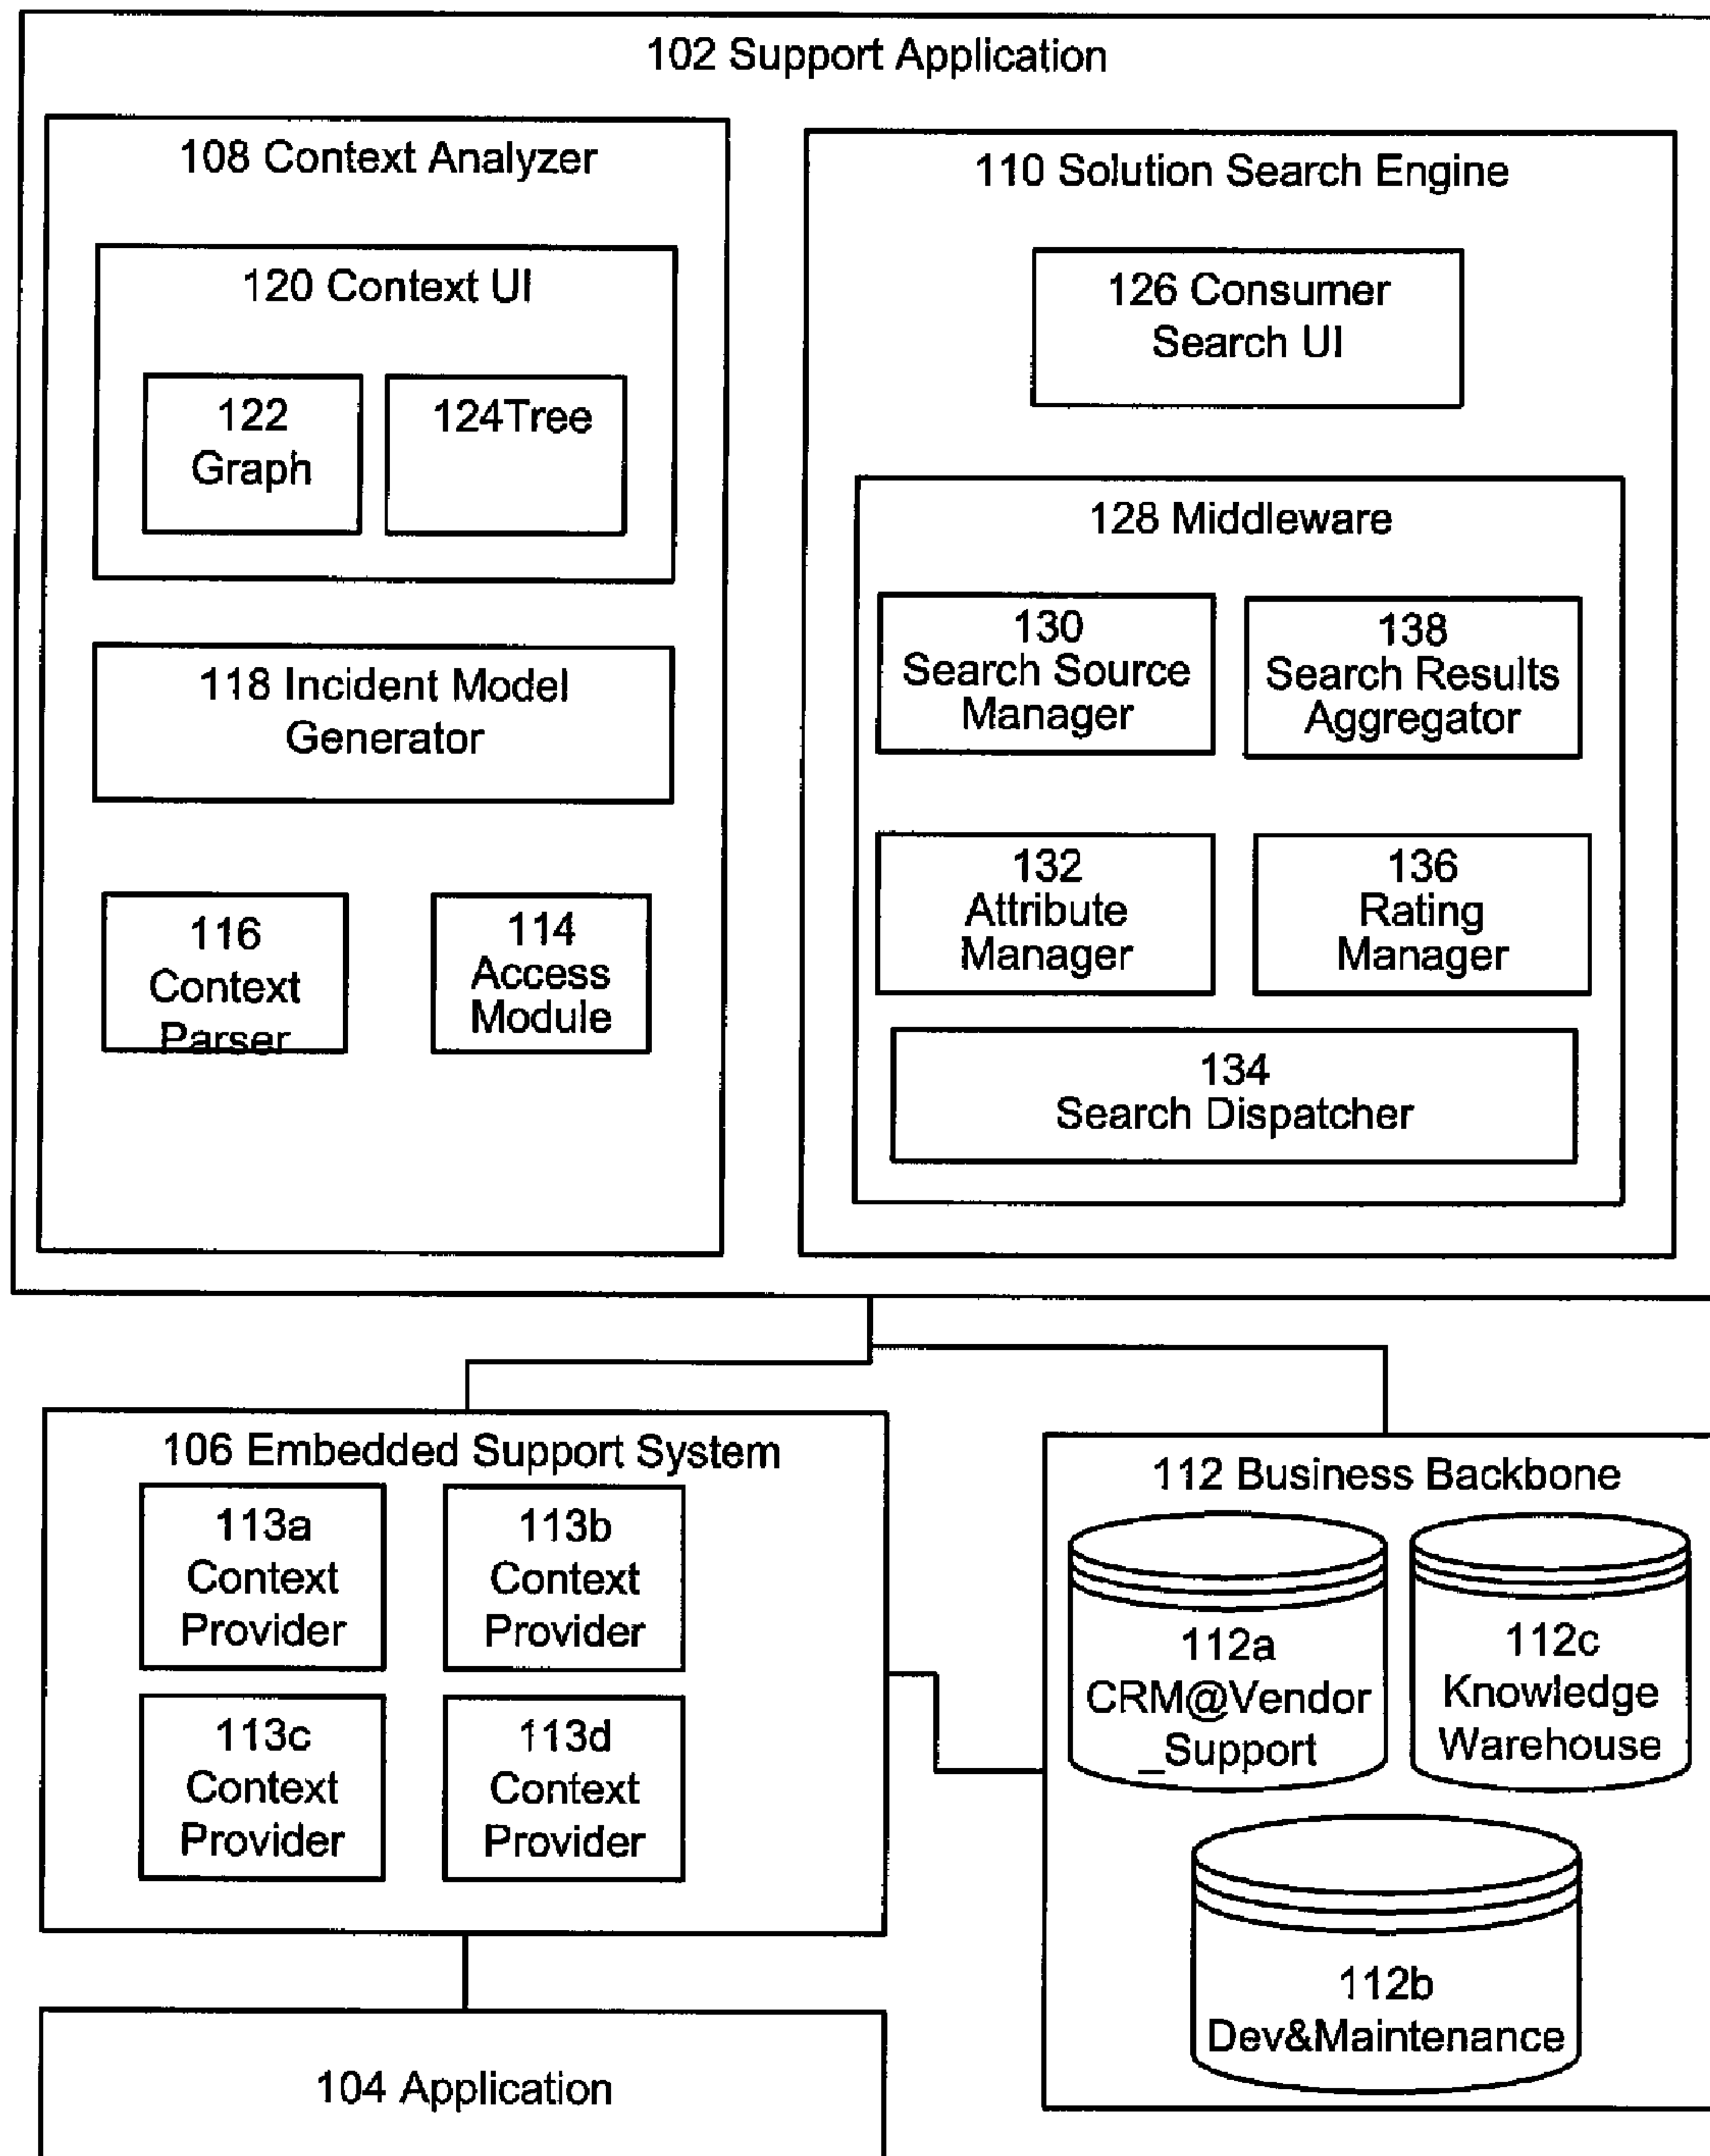 102 Support Application
108 Context Analyzer
120 Context UI
122
Graph
124Tree
118 Incident Model
Generator
116
Context
Parser
114
Access
Module
110 Solution Search Engine
126 Consumer
Search UI
128 Middleware
130
Search Source
Manager
138
Search Results
Aggregator
132
Attribute
Manager
136
Rating
Manager
134
Search Dispatcher
106 Embedded Support System
113a
Context
Provider
113b
Context
Provider
113c
Context
Provider
113d
Context
Provider
112 Business Backbone
112a
CRM@Vendor
_Support
112c
Knowledge
Warehouse
112b
Dev&Maintenance
104 Application